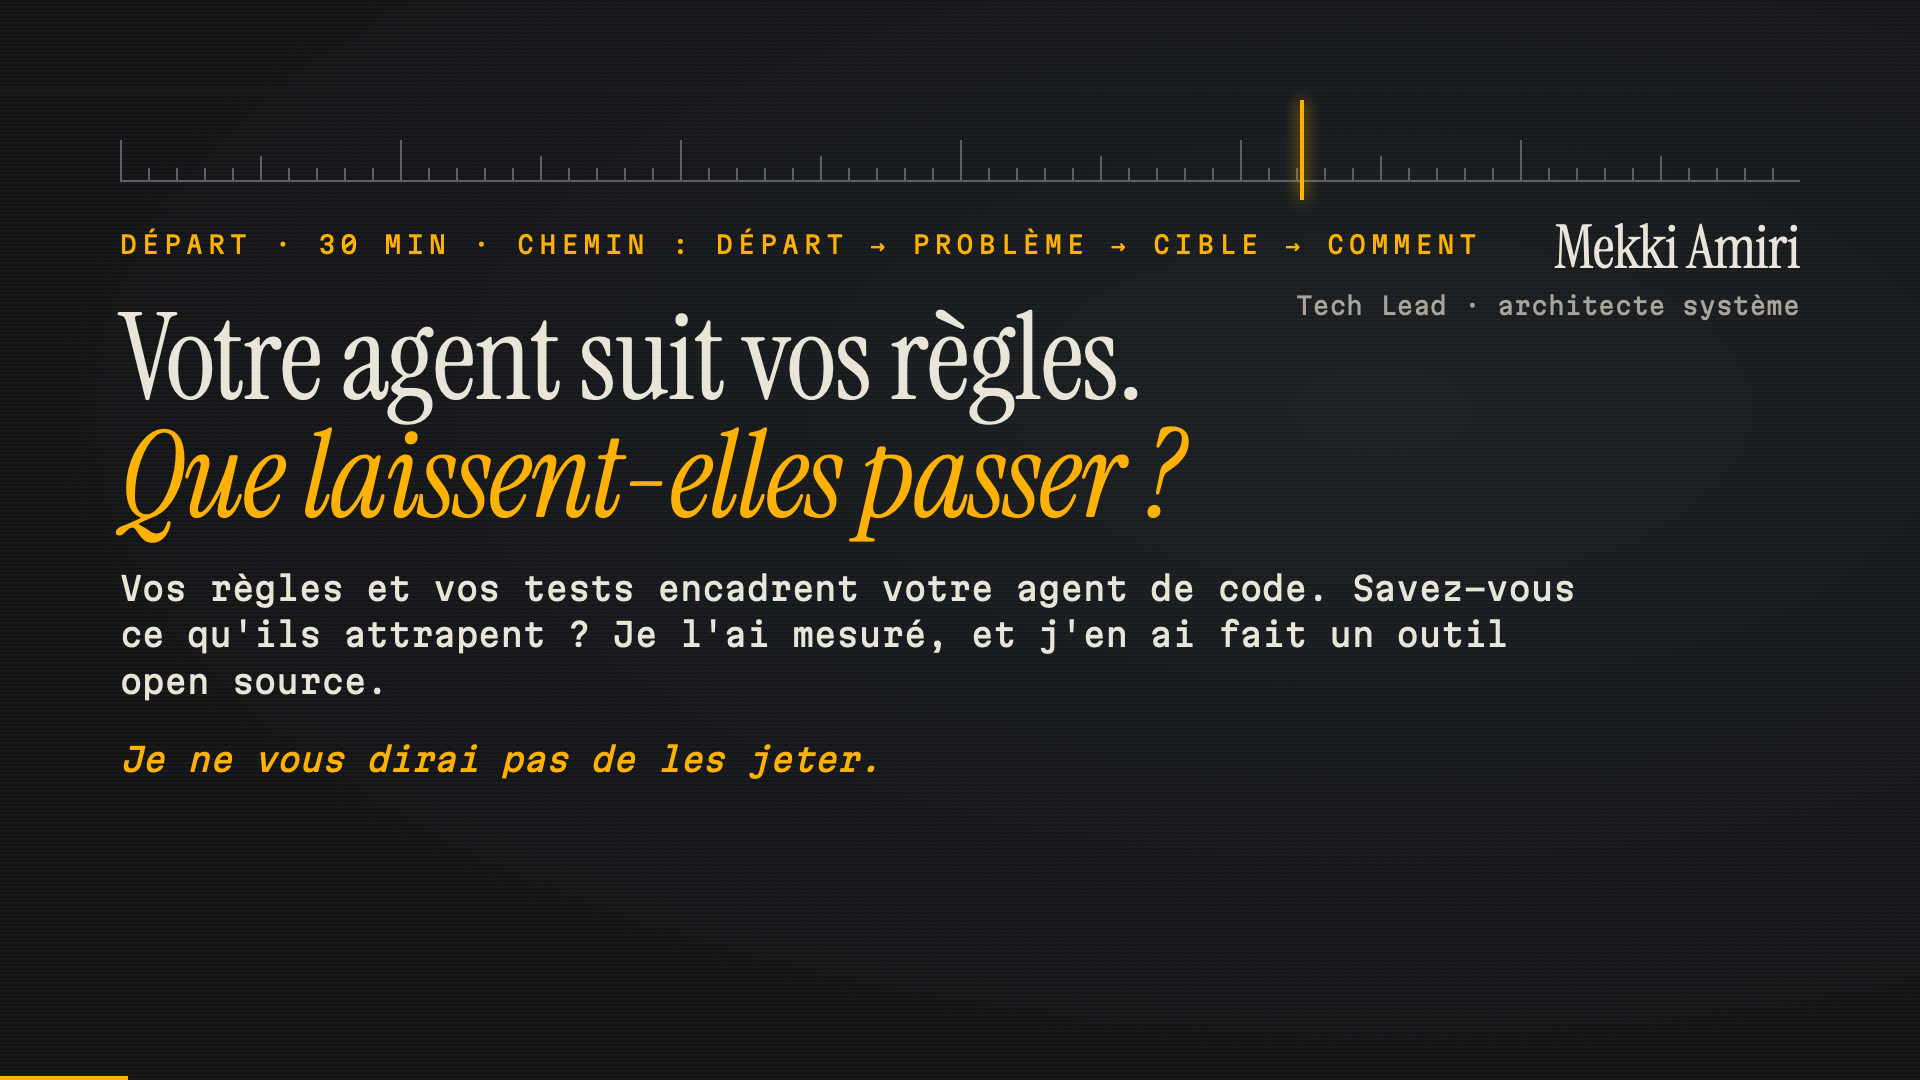 DÉPART · 30 MIN · CHEMIN : DÉPART → PROBLÈME → CIBLE → COMMENT
Mekki Amiri
Tech Lead · architecte système
Votre agent suit vos règles.
Que laissent-elles passer ?
Vos règles et vos tests encadrent votre agent de code. Savez-vous
ce qu'ils attrapent ? Je l'ai mesuré, et j'en ai fait un outil
open source.
Je ne vous dirai pas de les jeter.